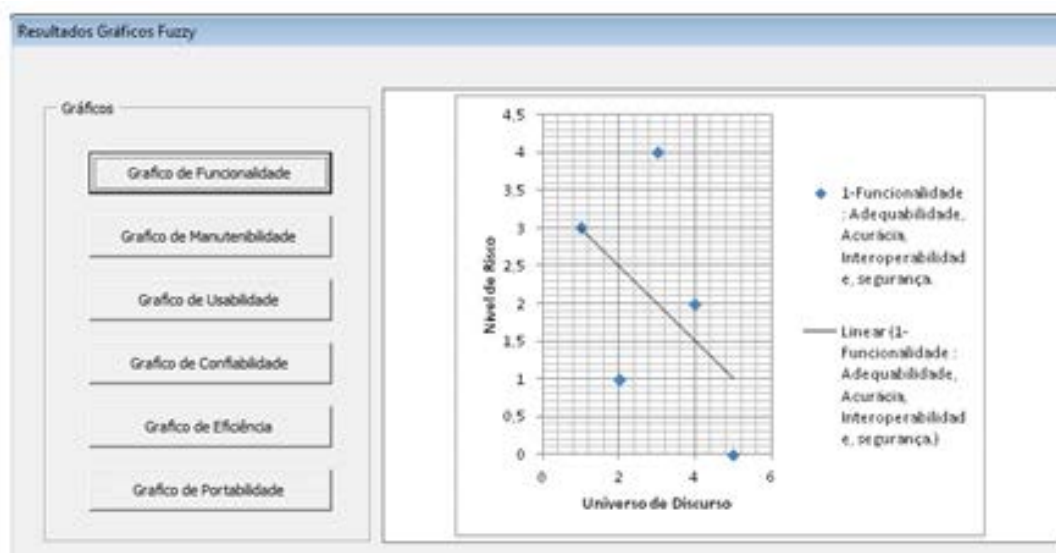 Resultados Gráficos Fuzzy
Gráficos
Grafico de Funcionalidade
Grafico de Manutenibilidade
Grafico de Usabilidade
Grafico de Confiabilidade
Grafico de Eficiência
Grafico de Portabilidade
Nível de Risco
4,5
4
3,5
3
2,5
2
1,5
1
0,5
0
0
2
4
6
Universo de Discurso
1-Funcionalidade
: Adequabilidade,
Acurácia,
Interoperabilidad
e, segurança.
Linear (1-
Funcionalidade :
Adequabilidade,
Acurácia,
Interoperabilidad
e, segurança.)